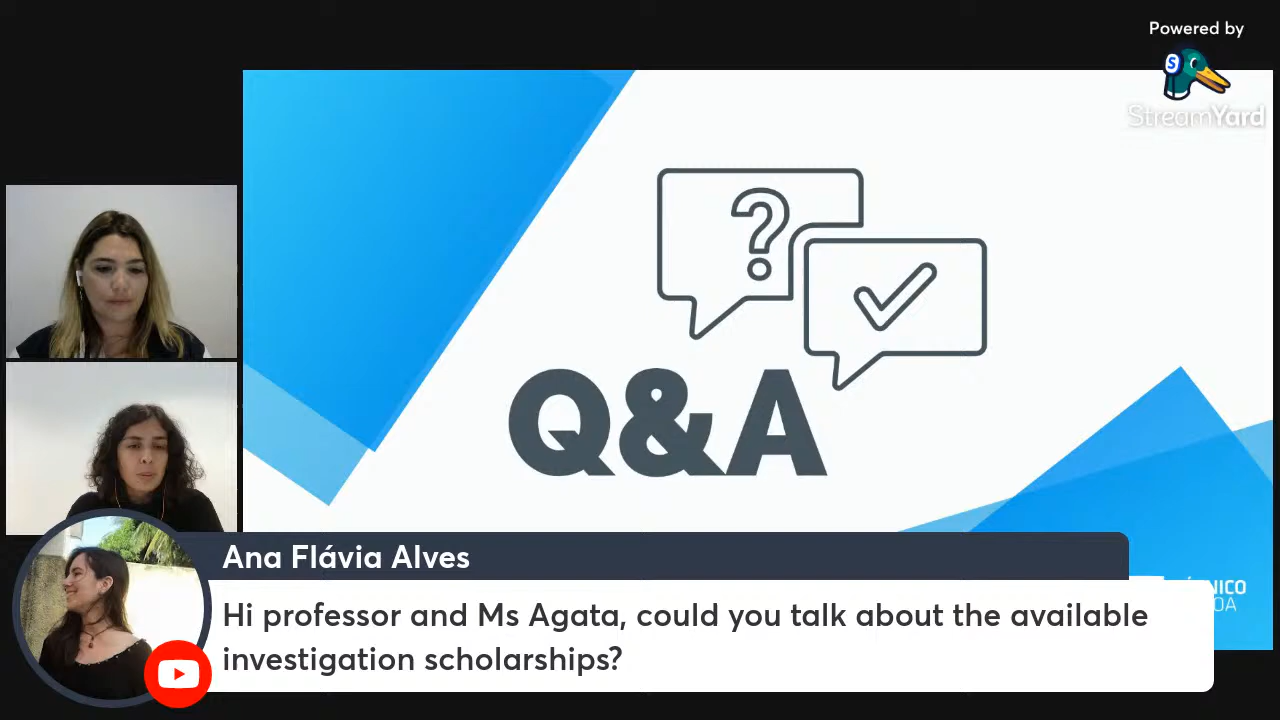 Powered by
StreamYard
?
Q&A
Ana Flávia Alves
Hi professor and Ms Agata, could you talk about the available
investigation scholarships?